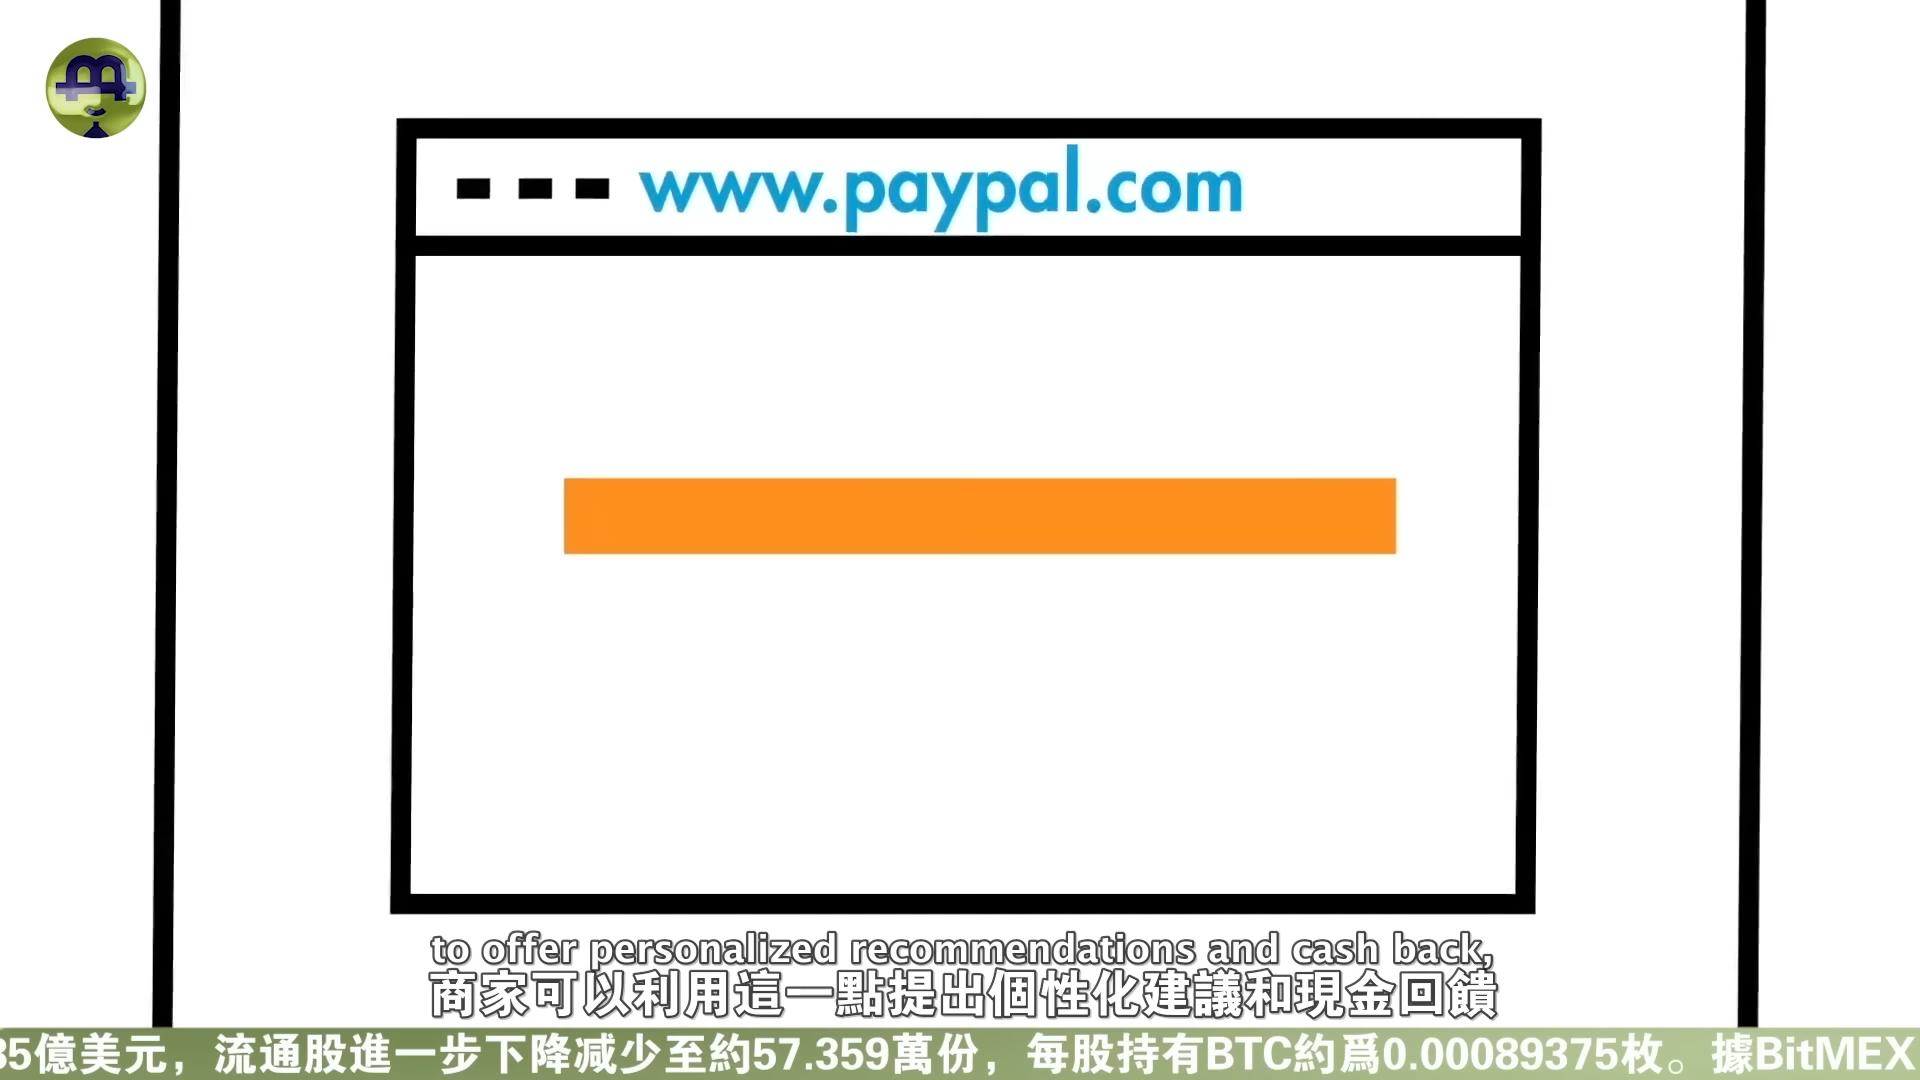 www.paypal.com
to offer personalized recommendations and cash back,
商家可以利用這一點提出個性化建議和現金回饋
35億美元，流通股進一步下降減少至約57.359萬份，每股持有BTC約爲0.00089375枚。據BitMEX